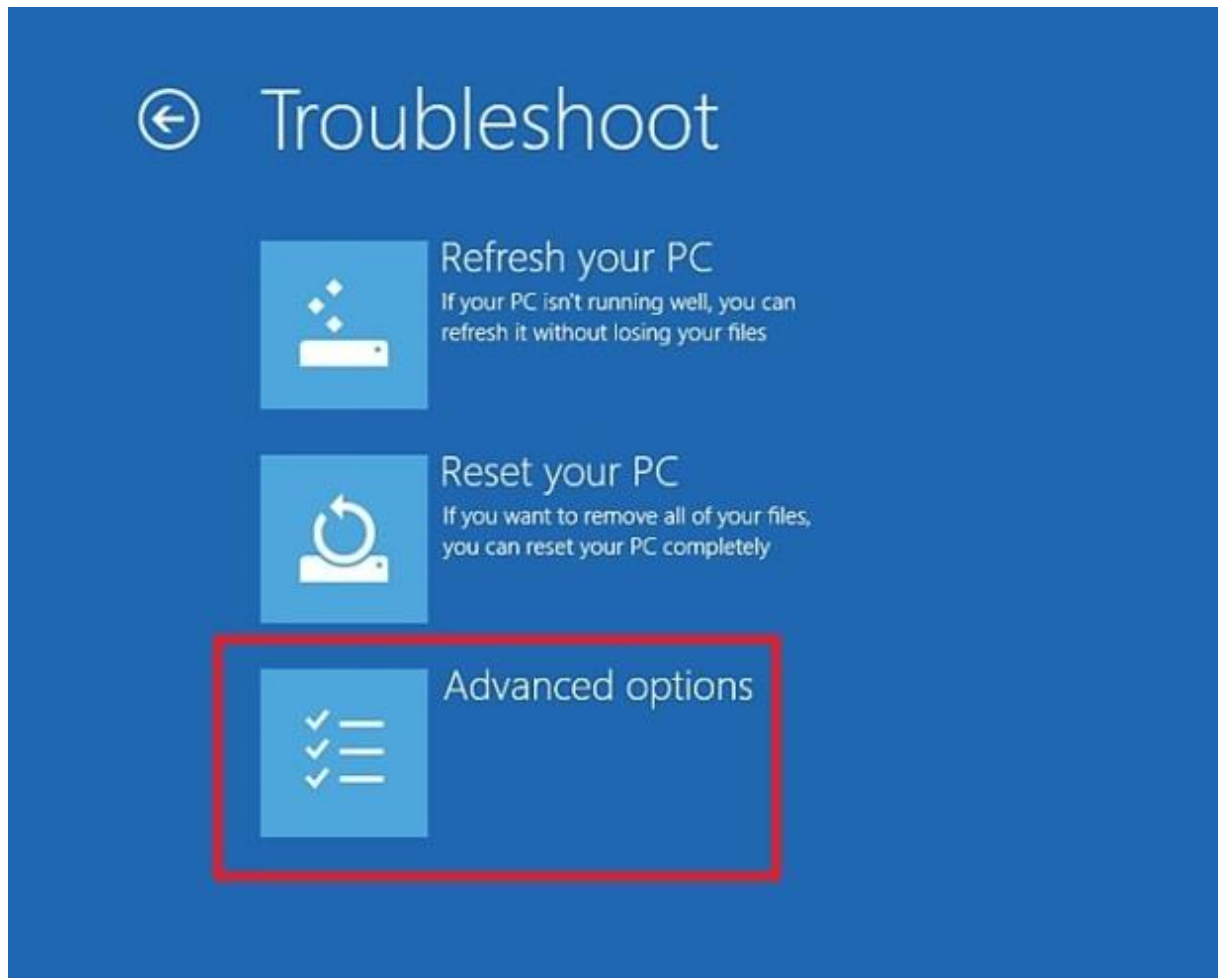 Troubleshoot
Refresh your PC
If your PC isn't running well, you can
refresh it without losing your files
Reset your PC
If you want to remove all of your files,
you can reset your PC completely
Advanced options